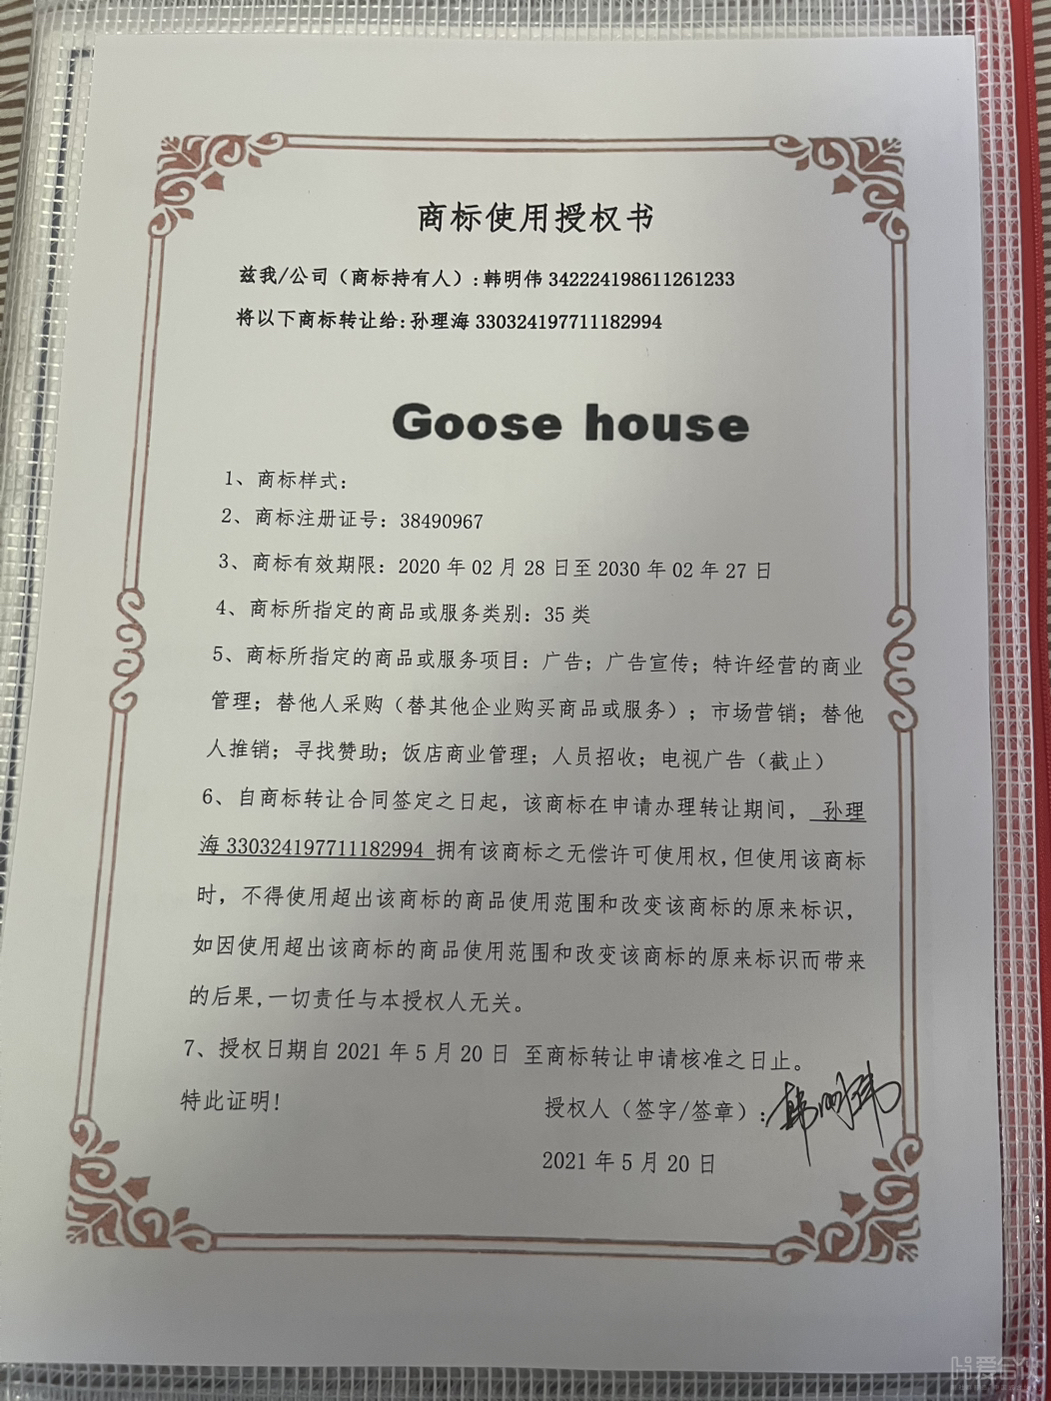 商标使用授权书
兹我/公司（商标持有人）:韩明伟 342224198611261233
将以下商标转让给:孙理海 330324197711182994
Goose house
1、商标样式:
2、商标注册证号: 38490967
3、商标有效期限: 2020 年 02 月 28 日至 2030 年 02 年 27 日
4、商标所指定的商品或服务类别: 35 类
5、商标所指定的商品或服务项目: 广告; 广告宣传; 特许经营的商业
管理; 替他人采购（替其他企业购买商品或服务）; 市场营销; 替他
人推销; 寻找赞助; 饭店商业管理; 人员招收; 电视广告（截止）
6、自商标转让合同签定之日起，该商标在申请办理转让期间， 孙理
海 330324197711182994 拥有该商标之无偿许可使用权,但使用该商标
时，不得使用超出该商标的商品使用范围和改变该商标的原来标识，
如因使用超出该商标的商品使用范围和改变该商标的原来标识而带来
的后果,一切责任与本授权人无关。
7、授权日期自 2021 年 5 月 20 日 至商标转让申请核准之日止。
特此证明!
授权人（签字/签章）: 韩明伟
2021 年 5 月 20 日